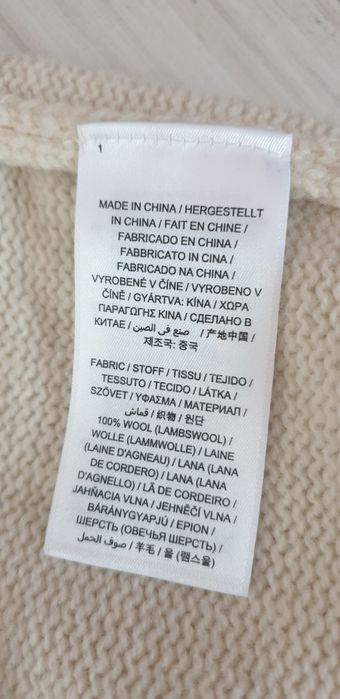 1
MADE IN CHINA / HERGESTELLT
IN CHINA / FAIT EN CHINE /
FABRICADO EN CHINA /
FABBRICATO IN CINA /
FABRICADO NA CHINA /
VYROBENÉ V ČÍNE / VYROBENO V
ČÍNĚ / GYÁRTVA: KÍNA / ΧΩΡΑ
ΠΑΡΑΓΩΓΗΣ ΚΙΝΑ / СДЕЛАНО В
КИТАЕ / صنع في الصين / 产地中国 /
제조국: 중국
FABRIC / STOFF / TISSU / TEJIDO /
TESSUTO / TECIDO / LÁTKA /
SZÖVET / ΥΦΑΣΜΑ / МАТЕРИАЛ /
قماش / 织物 / 원단
100% WOOL (LAMBSWOOL) /
WOLLE (LAMMWOLLE) / LAINE
(LAINE D'AGNEAU) / LANA (LANA
DE CORDERO) / LANA (LANA
D'AGNELLO) / LÃ DE CORDEIRO /
JAHŇACIA VLNA / JEHNĚČÍ VLNA /
BÁRÁNYGYAPJÚ / ΕΡΙΟΝ /
ШЕРСТЬ (ОВЕЧЬЯ ШЕРСТЬ) /
صوف الحمل / 羊毛 / 울 (램스울)